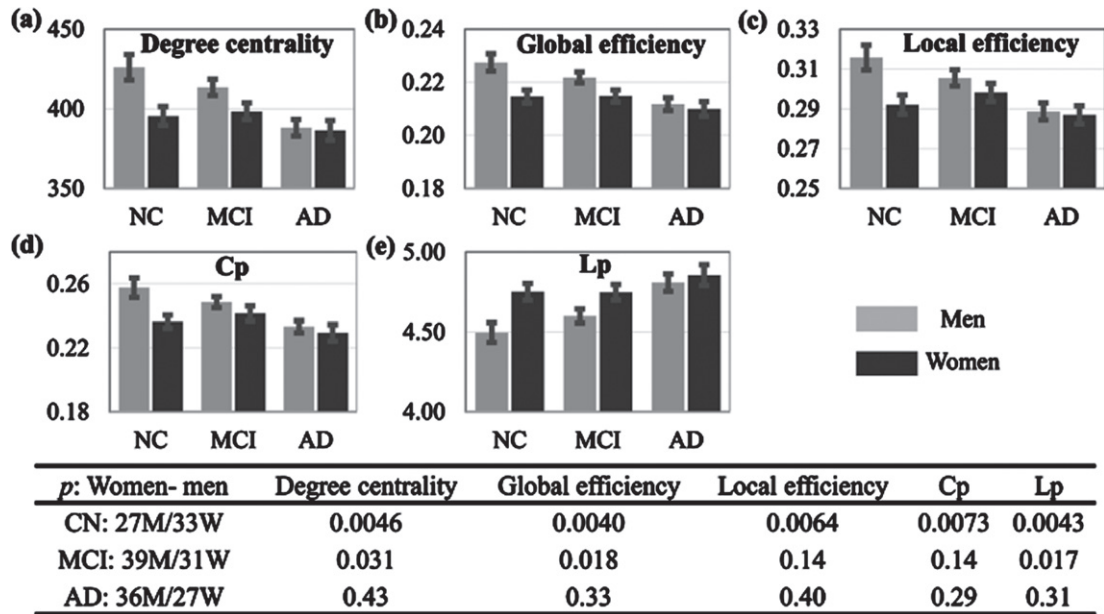 (a)
Degree centrality
450
400
350
NC MCI AD
(b)
Global efficiency
0.24
0.22
0.20
0.18
NC MCI AD
(c)
Local efficiency
0.33
0.31
0.29
0.27
0.25
NC MCI AD
(d)
Cp
0.26
0.22
0.18
NC MCI AD
(e)
Lp
5.00
4.50
4.00
NC MCI AD
Men
Women
p: Women- men Degree centrality Global efficiency Local efficiency Cp Lp
CN: 27M/33W 0.0046 0.0040 0.0064 0.0073 0.0043
MCI: 39M/31W 0.031 0.018 0.14 0.14 0.017
AD: 36M/27W 0.43 0.33 0.40 0.29 0.31